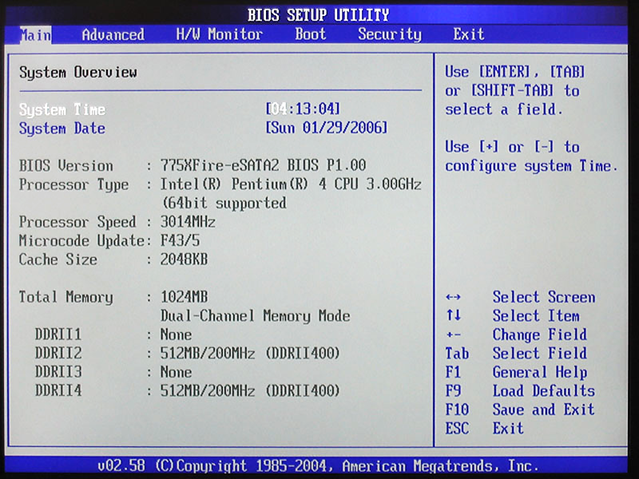 BIOS SETUP UTILITY
Main Advanced H/W Monitor Boot Security Exit
System Overview
System Time [04:13:04]
System Date [Sun 01/29/2006]
BIOS Version : 775XFire-eSATA2 BIOS P1.00
Processor Type : Intel(R) Pentium(R) 4 CPU 3.00GHz
(64bit supported
Processor Speed : 3014MHz
Microcode Update: F43/5
Cache Size : 2048KB
Total Memory : 1024MB
Dual-Channel Memory Mode
DDRII1 : None
DDRII2 : 512MB/200MHz (DDRII400)
DDRII3 : None
DDRII4 : 512MB/200MHz (DDRII400)
Use [ENTER], [TAB]
or [SHIFT-TAB] to
select a field.
Use [+] or [-] to
configure system Time.
↔ Select Screen
↑↓ Select Item
+- Change Field
Tab Select Field
F1 General Help
F9 Load Defaults
F10 Save and Exit
ESC Exit
v02.58 (C)Copyright 1985-2004, American Megatrends, Inc.